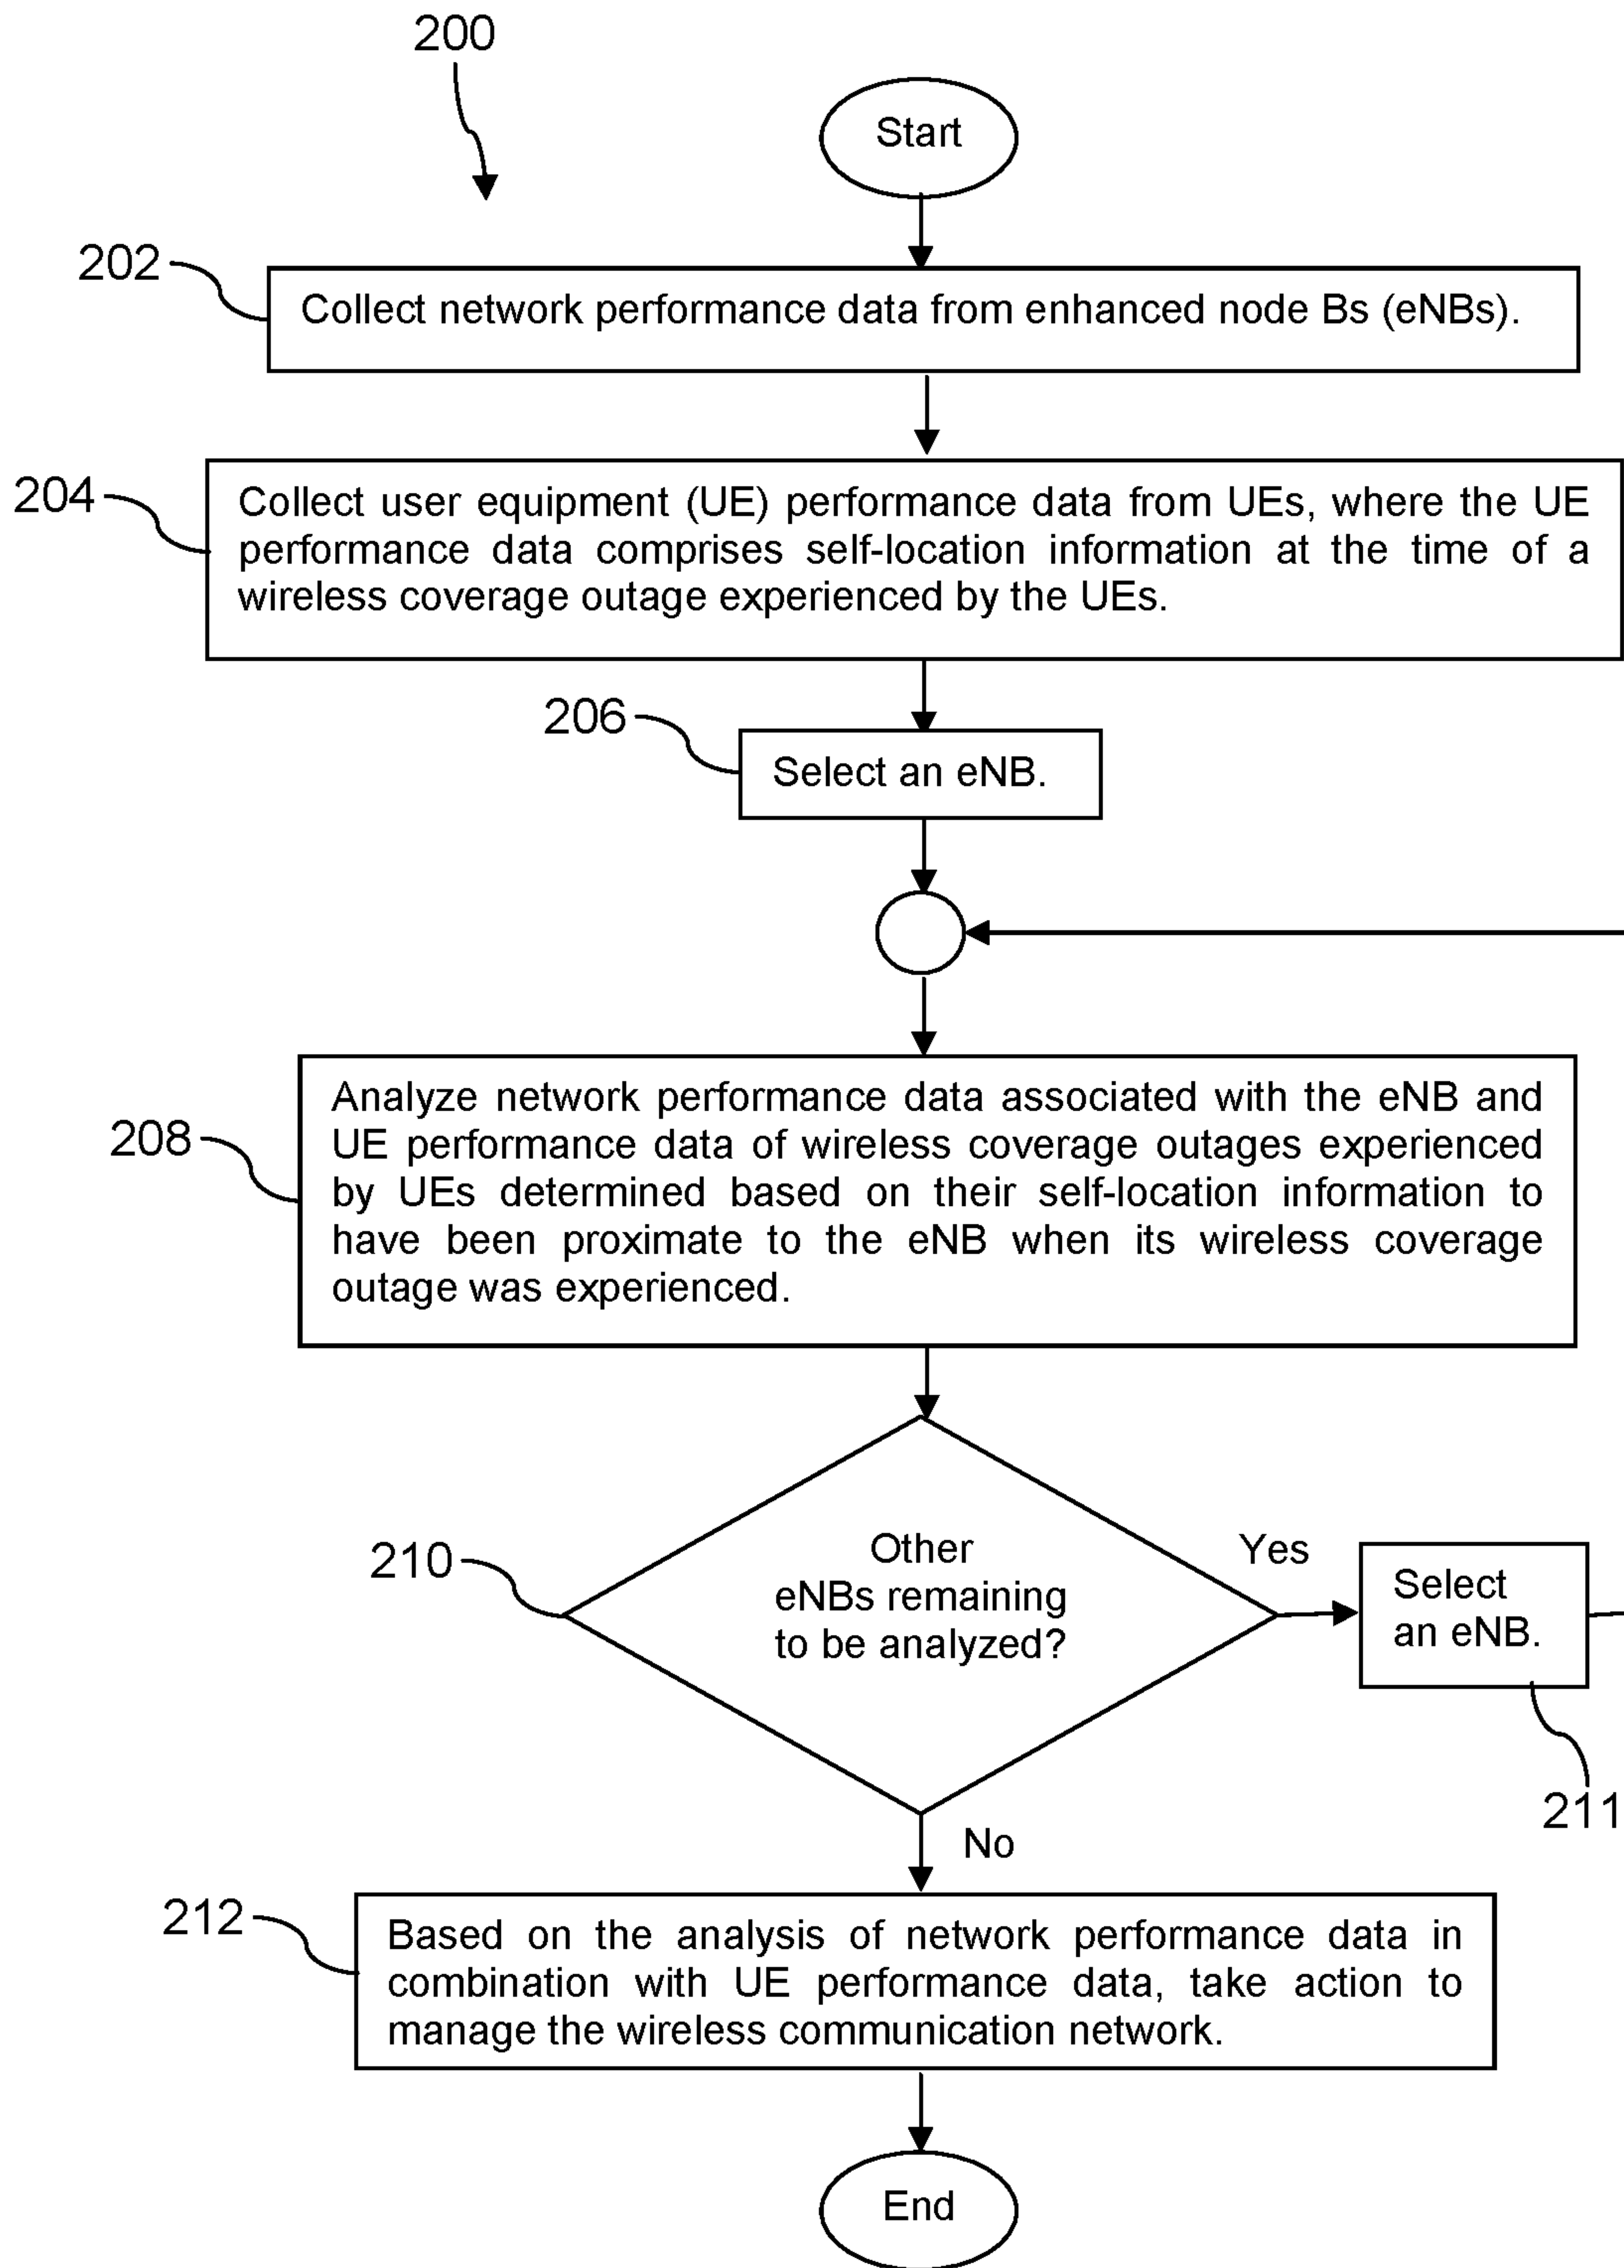 200
Start
202
Collect network performance data from enhanced node Bs (eNBs).
204
Collect user equipment (UE) performance data from UEs, where the UE
performance data comprises self-location information at the time of a
wireless coverage outage experienced by the UEs.
206
Select an eNB.
208
Analyze network performance data associated with the eNB and
UE performance data of wireless coverage outages experienced
by UEs determined based on their self-location information to
have been proximate to the eNB when its wireless coverage
outage was experienced.
210
Other
eNBs remaining
to be analyzed?
Yes
Select
an eNB.
211
No
212
Based on the analysis of network performance data in
combination with UE performance data, take action to
manage the wireless communication network.
End